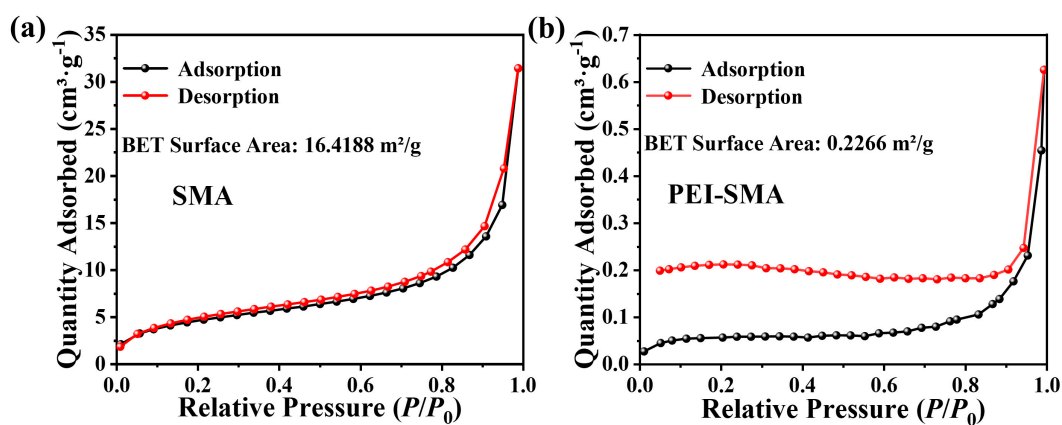 (a)
Quantity Adsorbed (cm³·g⁻¹)
35
30
25
20
15
10
5
0
Adsorption
Desorption
BET Surface Area: 16.4188 m²/g
SMA
0.0 0.2 0.4 0.6 0.8 1.0
Relative Pressure (P/P₀)
(b)
Quantity Adsorbed (cm³·g⁻¹)
0.7
0.6
0.5
0.4
0.3
0.2
0.1
0.0
Adsorption
Desorption
BET Surface Area: 0.2266 m²/g
PEI-SMA
0.0 0.2 0.4 0.6 0.8 1.0
Relative Pressure (P/P₀)